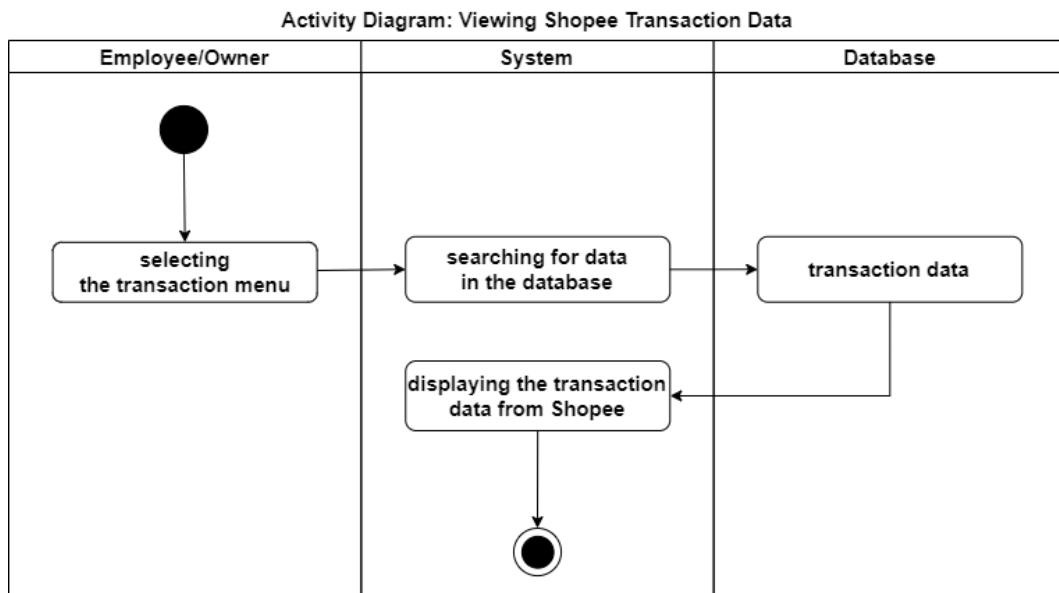 Activity Diagram: Viewing Shopee Transaction Data
Employee/Owner
System
Database
selecting
the transaction menu
searching for data
in the database
transaction data
displaying the transaction
data from Shopee